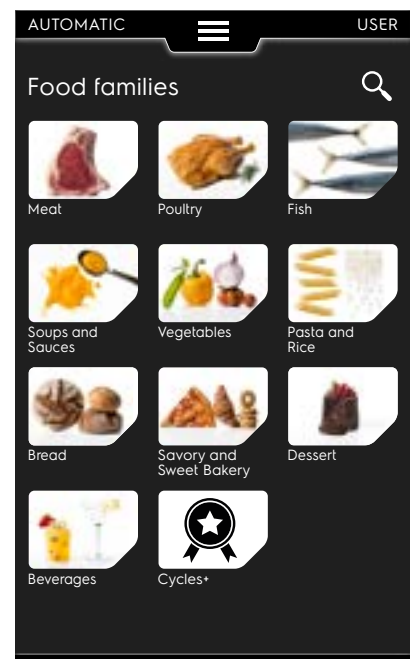 AUTOMATIC
USER
Food families
Meat
Poultry
Fish
Soups and
Sauces
Vegetables
Pasta and
Rice
Bread
Savory and
Sweet Bakery
Dessert
Beverages
Cycles+